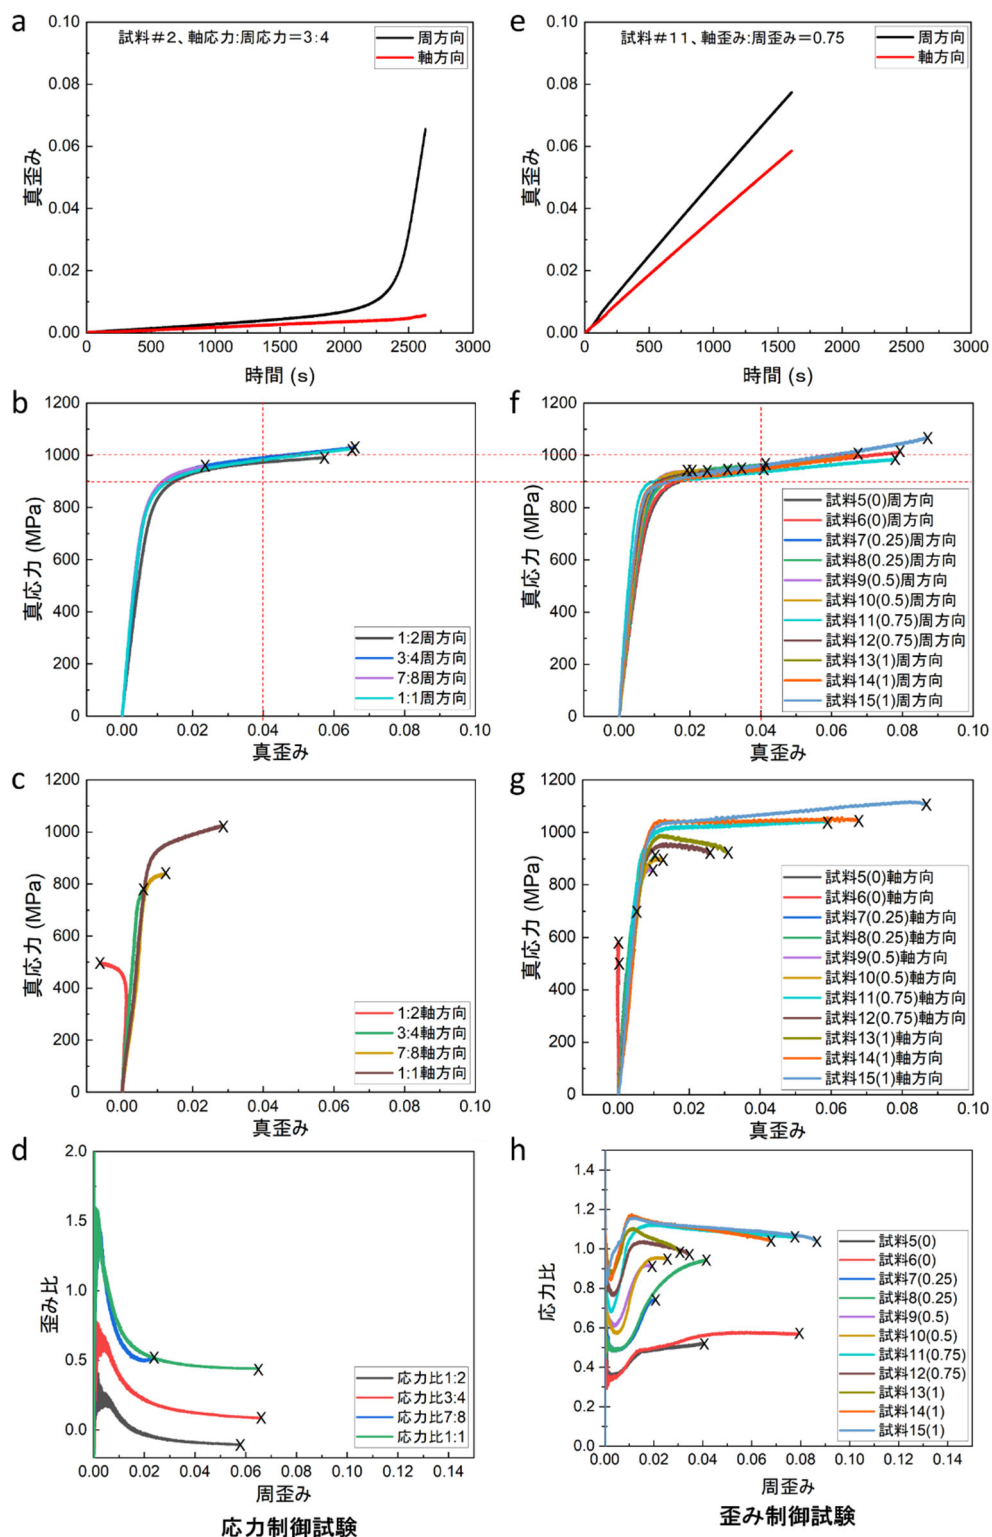 a
試料#2、軸応力:周応力=3:4
周方向
軸方向
0.10
0.08
0.06
0.04
0.02
0.00
真歪み
0 500 1000 1500 2000 2500 3000
時間 (s)
e
試料#11、軸歪み:周歪み=0.75
周方向
軸方向
0.10
0.08
0.06
0.04
0.02
0.00
真歪み
0 500 1000 1500 2000 2500 3000
時間 (s)
b
1200
1000
800
600
400
200
0
真応力 (MPa)
1:2周方向
3:4周方向
7:8周方向
1:1周方向
0.00 0.02 0.04 0.06 0.08 0.10
真歪み
f
1200
1000
800
600
400
200
0
真応力 (MPa)
試料5(0)周方向
試料6(0)周方向
試料7(0.25)周方向
試料8(0.25)周方向
試料9(0.5)周方向
試料10(0.5)周方向
試料11(0.75)周方向
試料12(0.75)周方向
試料13(1)周方向
試料14(1)周方向
試料15(1)周方向
0.00 0.02 0.04 0.06 0.08 0.10
真歪み
c
1200
1000
800
600
400
200
0
真応力 (MPa)
1:2軸方向
3:4軸方向
7:8軸方向
1:1軸方向
0.00 0.02 0.04 0.06 0.08 0.10
真歪み
g
1200
1000
800
600
400
200
0
真応力 (MPa)
試料5(0)軸方向
試料6(0)軸方向
試料7(0.25)軸方向
試料8(0.25)軸方向
試料9(0.5)軸方向
試料10(0.5)軸方向
試料11(0.75)軸方向
試料12(0.75)軸方向
試料13(1)軸方向
試料14(1)軸方向
試料15(1)軸方向
0.00 0.02 0.04 0.06 0.08 0.10
真歪み
d
2.0
1.5
1.0
0.5
0.0
歪み比
応力比1:2
応力比3:4
応力比7:8
応力比1:1
0.00 0.02 0.04 0.06 0.08 0.10 0.12 0.14
周歪み
応力制御試験
h
1.4
1.2
1.0
0.8
0.6
0.4
0.2
0.0
応力比
試料5(0)
試料6(0)
試料7(0.25)
試料8(0.25)
試料9(0.5)
試料10(0.5)
試料11(0.75)
試料12(0.75)
試料13(1)
試料14(1)
試料15(1)
0.00 0.02 0.04 0.06 0.08 0.10 0.12 0.14
周歪み
歪み制御試験